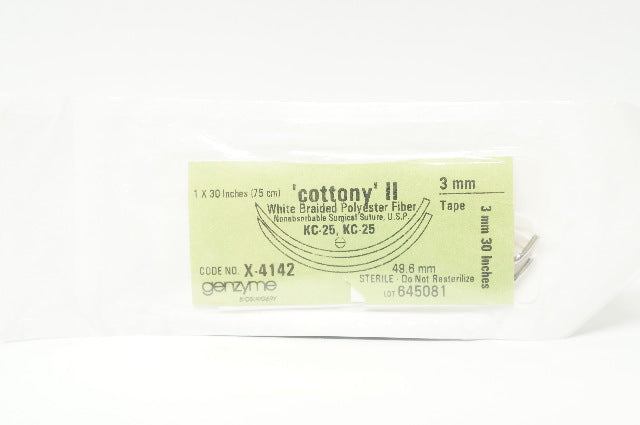 1 X 30 Inches (75 cm) 'cottony' II 3 mm
White Braided Polyester Fiber Tape
Nonabsorbable Surgical Suture, U.S.P.
KC-25, KC-25
3 mm 30 Inches
CODE NO. X-4142 49.6 mm
STERILE - Do Not Resterilize
genzyme LOT 645081
BIOSURGERY